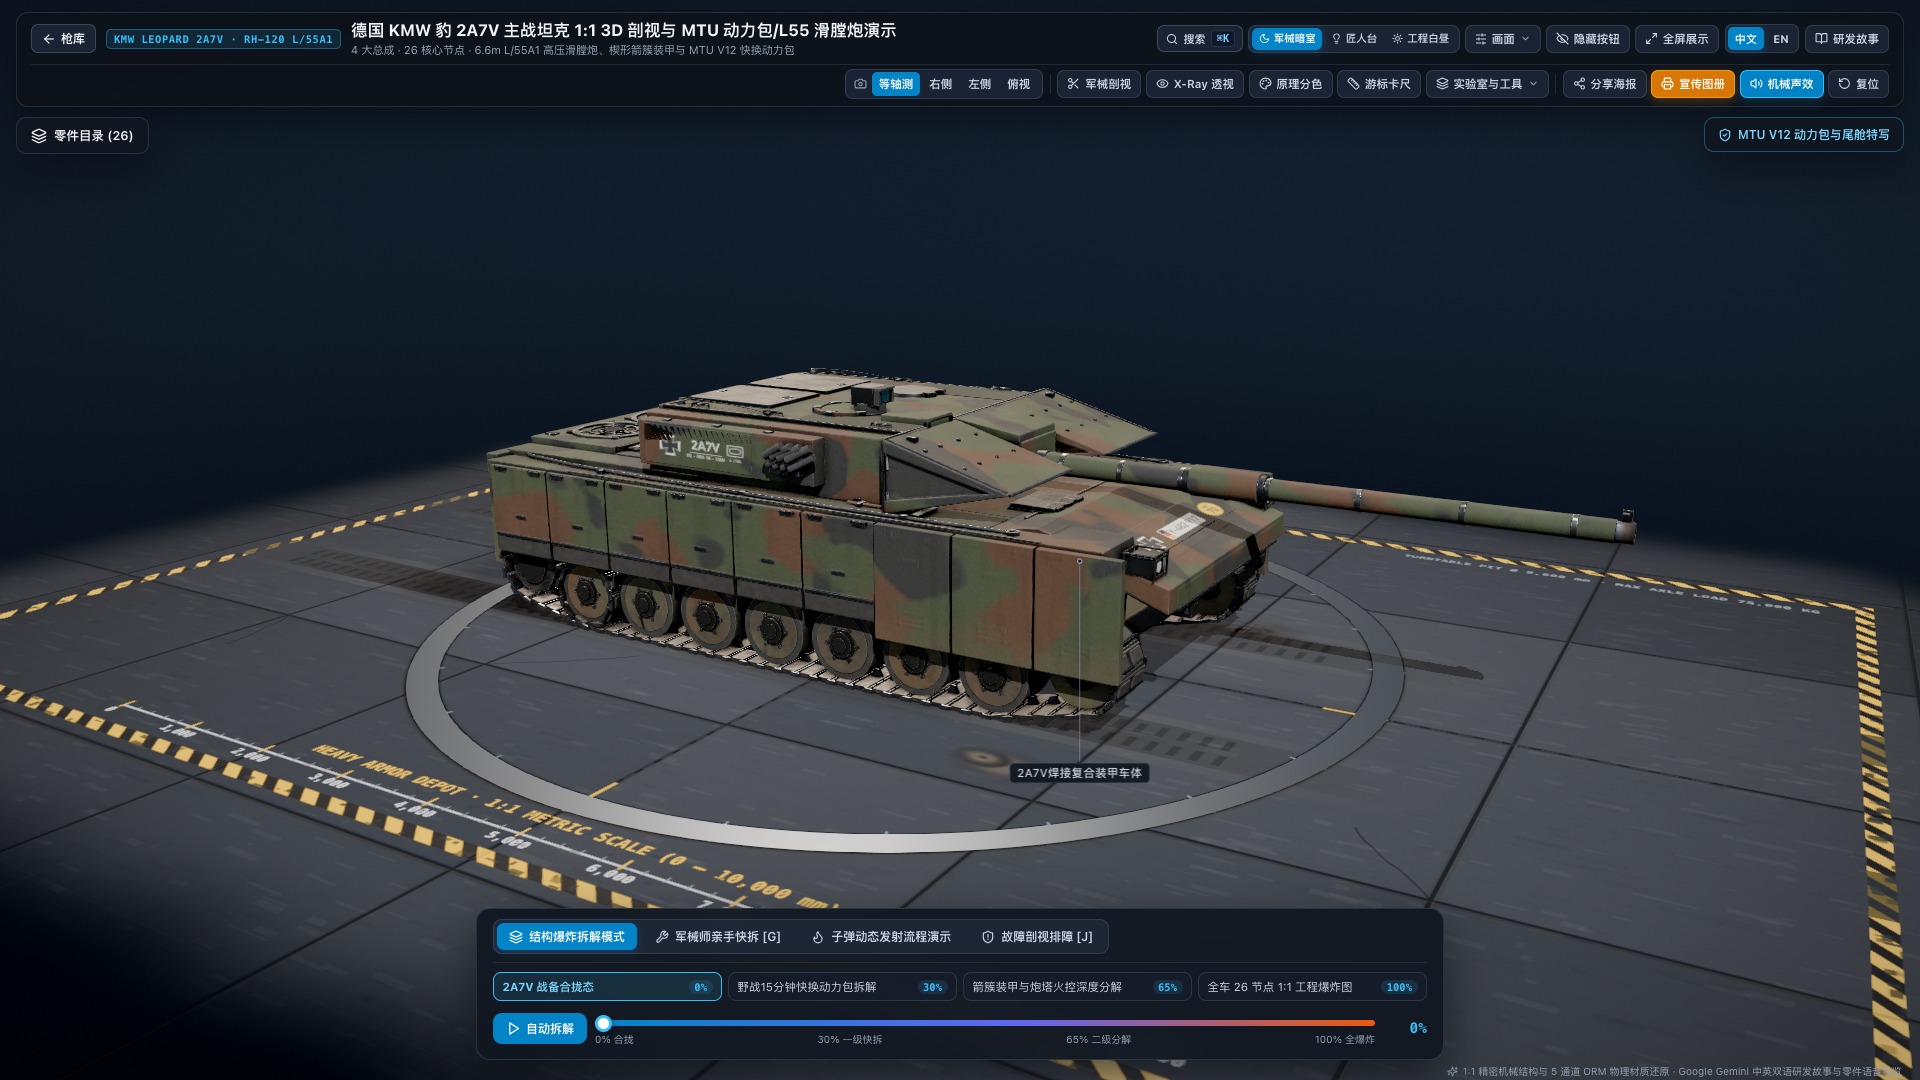 枪库
KMW LEOPARD 2A7V · RH-120 L/55A1
德国 KMW 豹 2A7V 主战坦克 1:1 3D 剖视与 MTU 动力包/L55 滑膛炮演示
4 大总成 · 26 核心节点 · 6.6m L/55A1 高压滑膛炮、楔形箭簇装甲与 MTU V12 快换动力包
搜索 ⌘K
军械暗室 匠人台 工程白昼
画面
隐藏按钮
全屏展示
中文 EN
研发故事
等轴测 右侧 左侧 俯视
军械剖视
X-Ray 透视
原理分色
游标卡尺
实验室与工具
分享海报
宣传图册
机械声效
复位
零件目录 (26)
MTU V12 动力包与尾舱特写
2A7V
TURNTABLE PIT
MAX AXLE LOAD 75,000 KG
2A7V焊接复合装甲车体
1,000
2,000
3,000
4,000
5,000
6,000
HEAVY ARMOR DEPOT · 1:1 METRIC SCALE (0 — 10,000 mm)
结构爆炸拆解模式
军械师亲手快拆 [G]
子弹动态发射流程演示
故障剖视排障 [J]
2A7V 战备合拢态 0%
野战15分钟快换动力包拆解 30%
箭簇装甲与炮塔火控深度分解 65%
全车 26 节点 1:1 工程爆炸图 100%
自动拆解
0%
0% 合拢
30% 一级快拆
65% 二级分解
100% 全爆炸
1:1 精密机械结构与 5 通道 ORM 物理材质还原 · Google Gemini 中英双语研发故事与零件语音